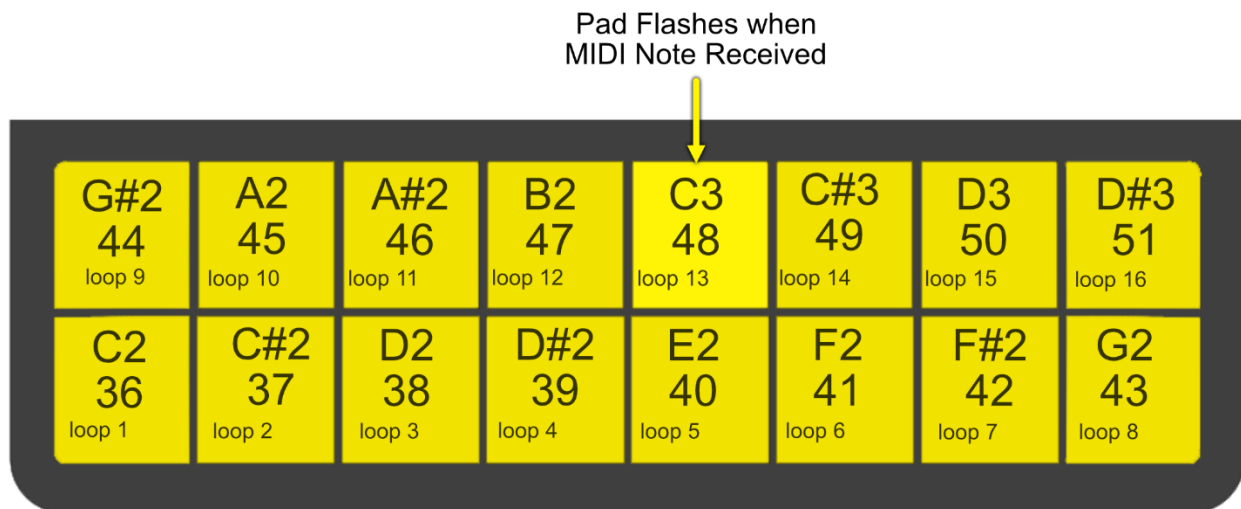 Pad Flashes when
MIDI Note Received
G#2 A2 A#2 B2 C3 C#3 D3 D#3
44 45 46 47 48 49 50 51
loop 9 loop 10 loop 11 loop 12 loop 13 loop 14 loop 15 loop 16
C2 C#2 D2 D#2 E2 F2 F#2 G2
36 37 38 39 40 41 42 43
loop 1 loop 2 loop 3 loop 4 loop 5 loop 6 loop 7 loop 8